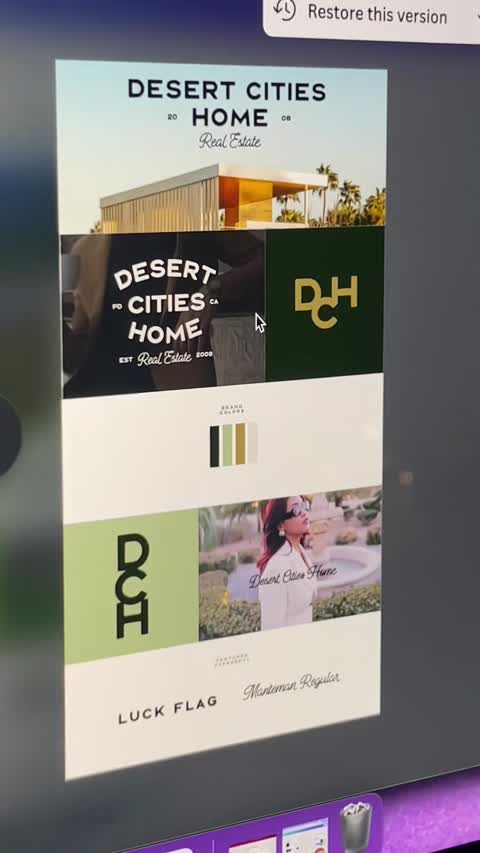 Restore this version
DESERT CITIES
20 HOME 08
Real Estate
DESERT
PD CITIES CA
HOME
EST Real Estate 2008
DCH
BRAND
COLORS
DCH
Desert Cities Home
FEATURED
LUCK FLAG
Manteman Regular